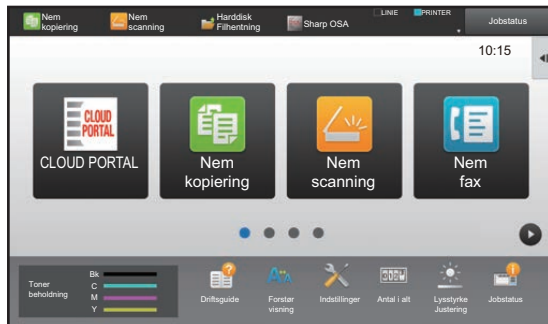 Nem
kopiering
Nem
scanning
Harddisk
Filhentning
Sharp OSA
LINIE
PRINTER
Jobstatus
10:15
CLOUD
PORTAL
CLOUD PORTAL
Nem
kopiering
Nem
scanning
Nem
fax
Toner
beholdning
Bk
C
M
Y
Driftsguide
Forstør
visning
Indstillinger
Antal i alt
Lysstyrke
Justering
Jobstatus